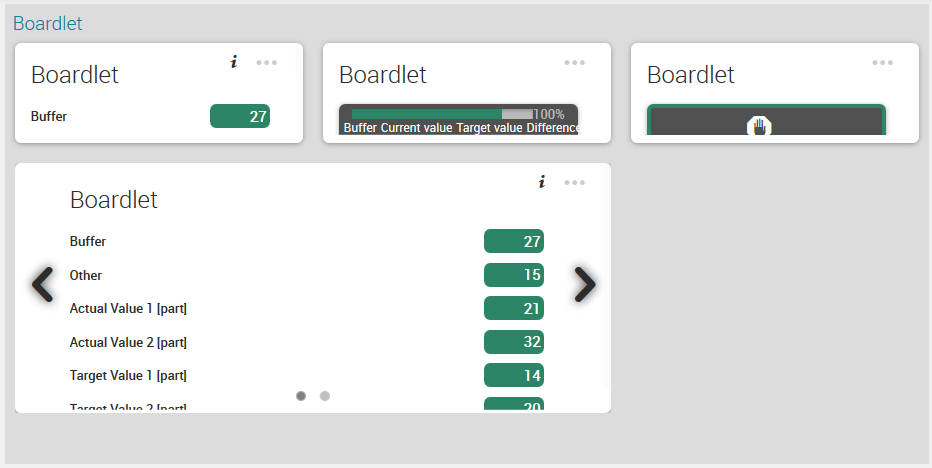 Boardlet
Boardlet
i
Buffer 27
Boardlet
100%
Buffer Current value Target value Difference
Boardlet
Boardlet
i
Buffer 27
Other 15
Actual Value 1 [part] 21
Actual Value 2 [part] 32
Target Value 1 [part] 14
Target Value 2 [part] 20